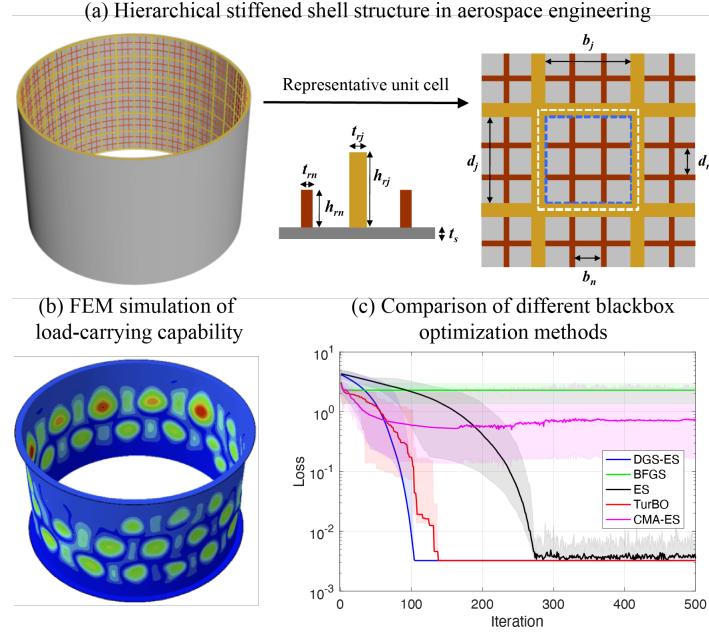 (a) Hierarchical stiffened shell structure in aerospace engineering
Representative unit cell
b_j
t_rj
t_rn
h_rj
h_rn
t_s
d_j
b_n
(b) FEM simulation of
load-carrying capability
(c) Comparison of different blackbox
optimization methods
10^1
10^0
10^-1
10^-2
10^-3
Loss
DGS-ES
BFGS
ES
TurBO
CMA-ES
0
100
200
300
400
500
Iteration